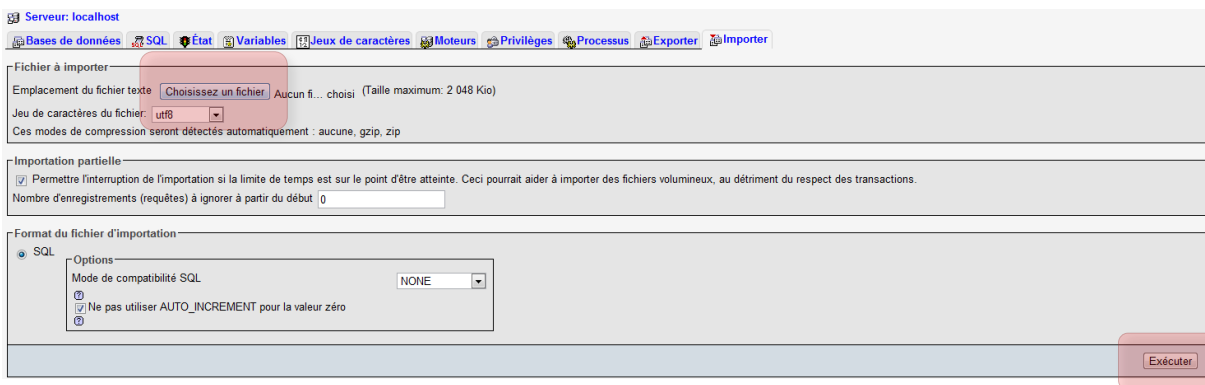 Serveur: localhost
Bases de données SQL État Variables Jeux de caractères Moteurs Privilèges Processus Exporter Importer
Fichier à importer
Emplacement du fichier texte Choisissez un fichier Aucun fi... choisi (Taille maximum: 2 048 Kio)
Jeu de caractères du fichier: utf8
Ces modes de compression seront détectés automatiquement : aucune, gzip, zip
Importation partielle
Permettre l'interruption de l'importation si la limite de temps est sur le point d'être atteinte. Ceci pourrait aider à importer des fichiers volumineux, au détriment du respect des transactions.
Nombre d'enregistrements (requêtes) à ignorer à partir du début 0
Format du fichier d'importation
SQL
Options
Mode de compatibilité SQL NONE
Ne pas utiliser AUTO_INCREMENT pour la valeur zéro
Exécuter